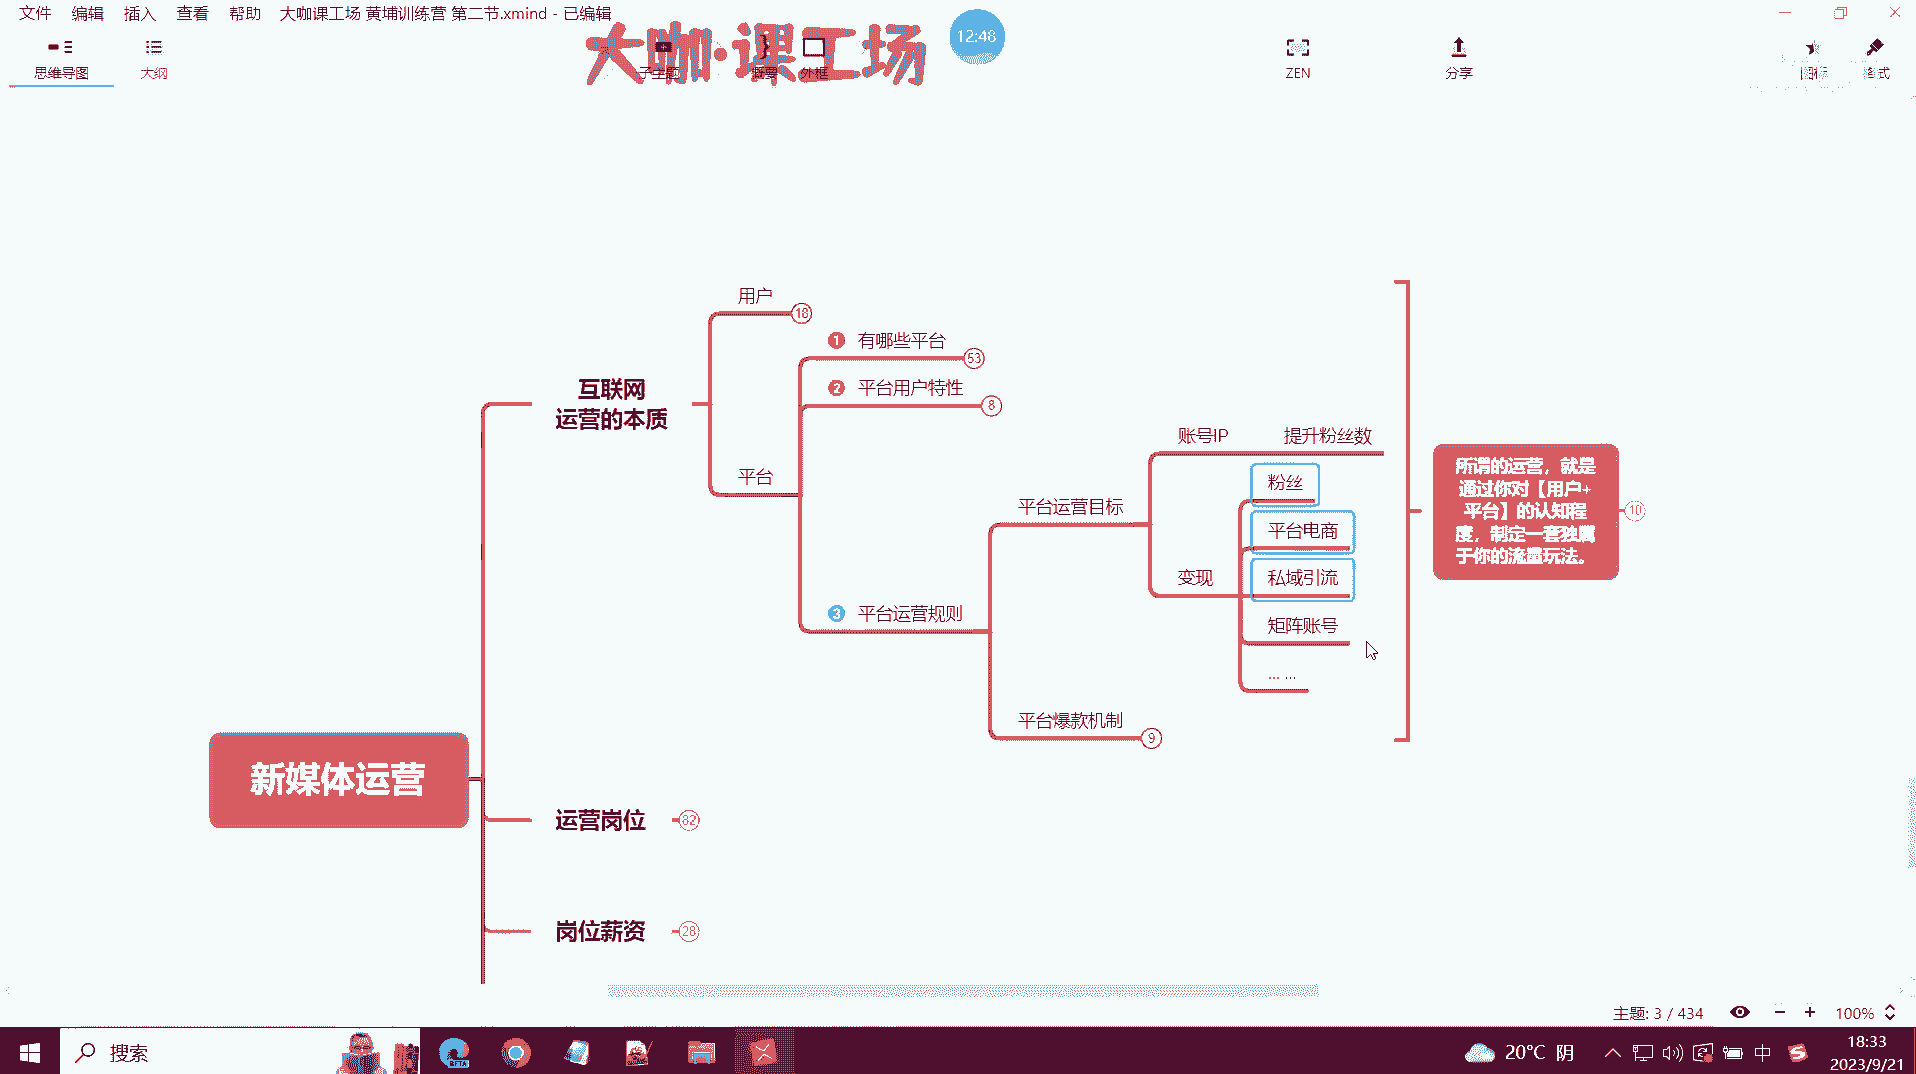 文件 编辑 插入 查看 帮助 大咖课工场 黄埔训练营 第二节.xmind - 已编辑
大咖·课工场
12:48
思维导图 大纲 子主题 概要 外框 ZEN 分享 图标 格式
用户
18
1 有哪些平台
53
2 平台用户特性
8
互联网
运营的本质
账号IP 提升粉丝数
粉丝
平台
平台运营目标
平台电商
变现
私域引流
3 平台运营规则
矩阵账号
... ...
平台爆款机制
9
所谓的运营，就是
通过你对【用户+
平台】的认知程
度，制定一套独属
于你的流量玩法。
10
新媒体运营
运营岗位
82
岗位薪资
28
主题: 3 / 434
100%
搜索
BETA
20°C 阴
中
18:33
2023/9/21